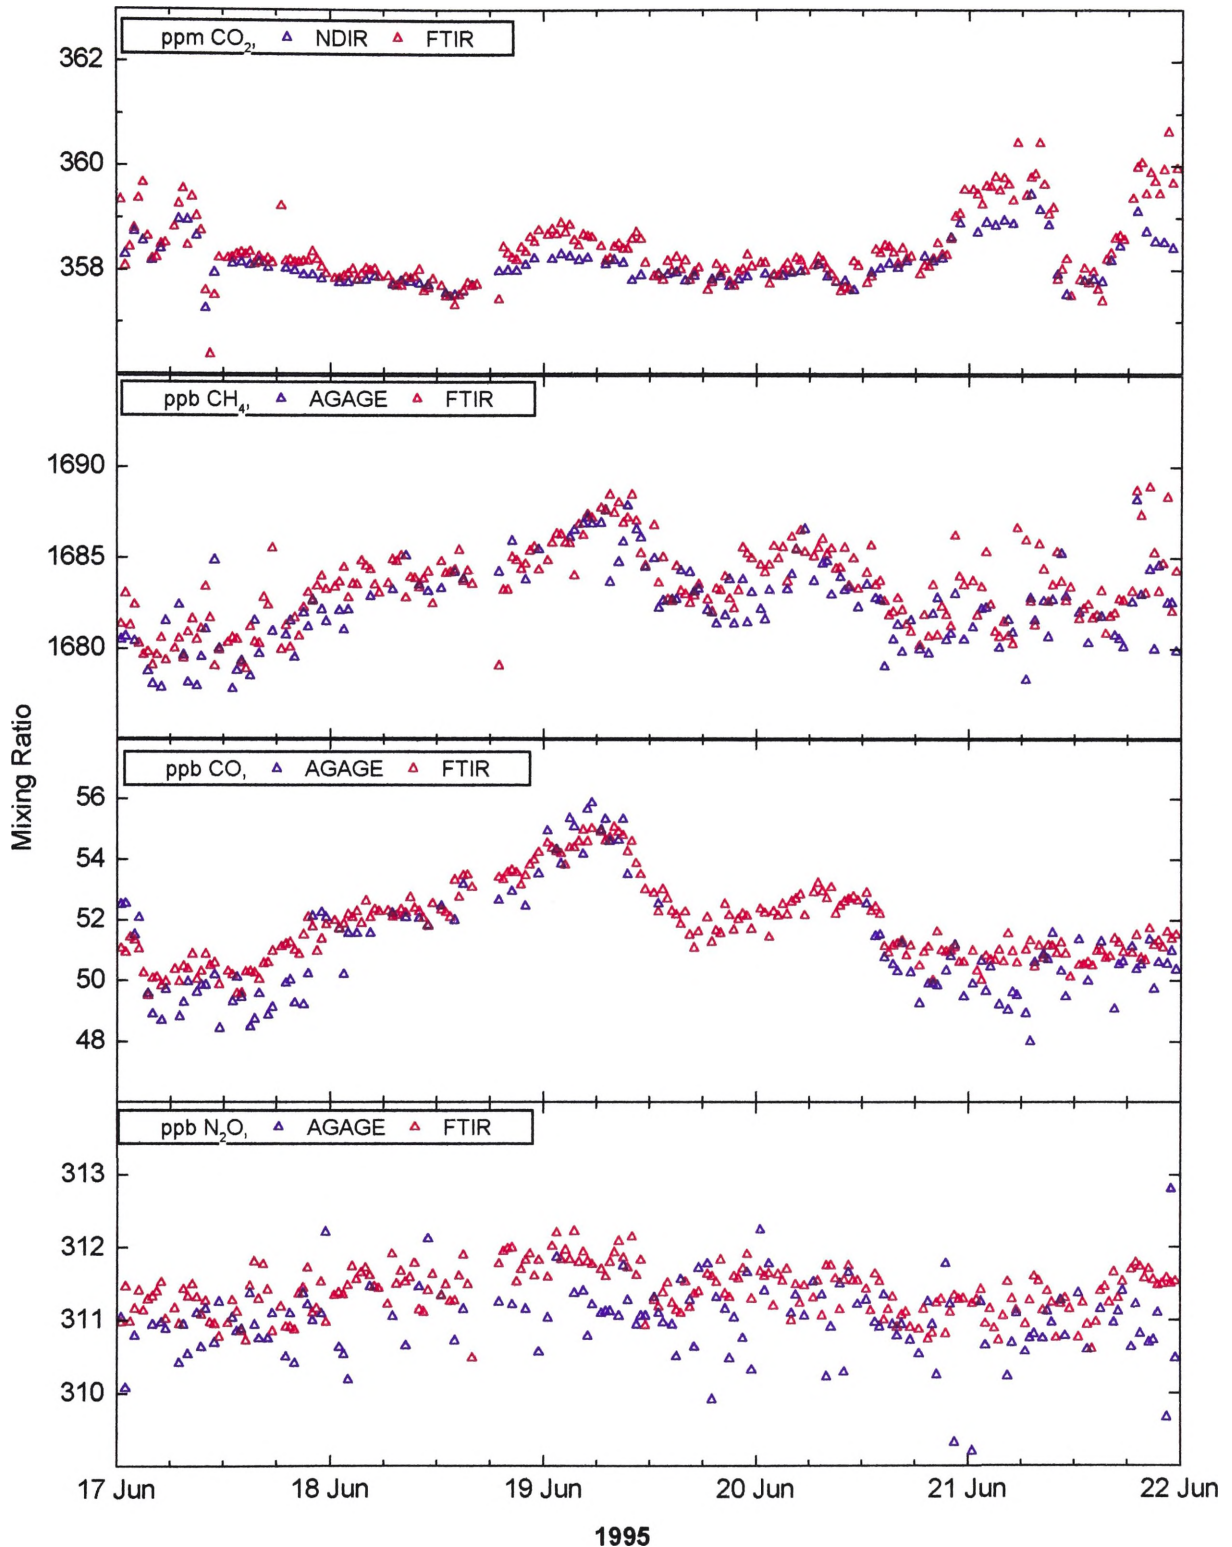 ppm CO₂, NDIR FTIR
362
360
358
ppb CH₄, AGAGE FTIR
1690
1685
1680
Mixing Ratio
ppb CO, AGAGE FTIR
56
54
52
50
48
ppb N₂O, AGAGE FTIR
313
312
311
310
17 Jun 18 Jun 19 Jun 20 Jun 21 Jun 22 Jun
1995